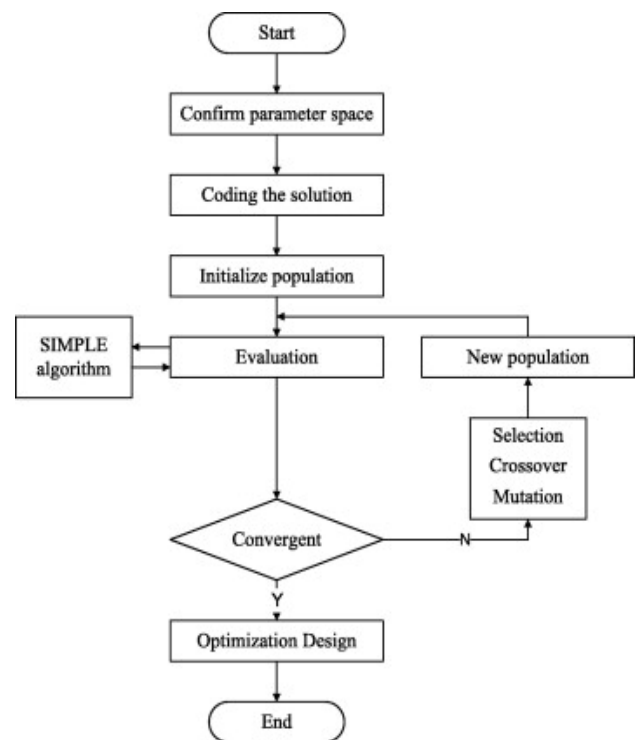 Start
Confirm parameter space
Coding the solution
Initialize population
SIMPLE
algorithm
Evaluation
New population
Selection
Crossover
Mutation
Convergent
N
Y
Optimization Design
End